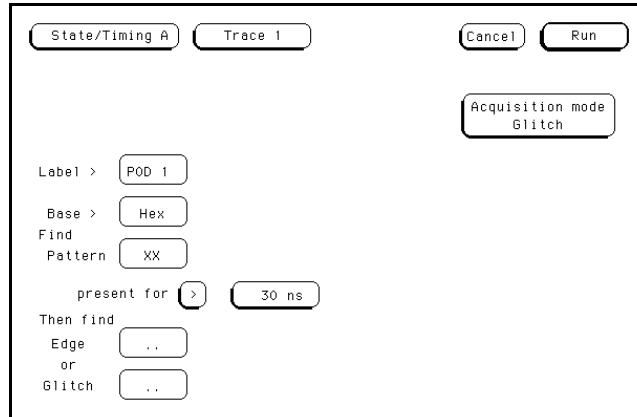 State/Timing A Trace 1 Cancel Run
Acquisition mode
Glitch
Label > POD 1
Base > Hex
Find
Pattern XX
present for > 30 ns
Then find
Edge ..
or
Glitch ..